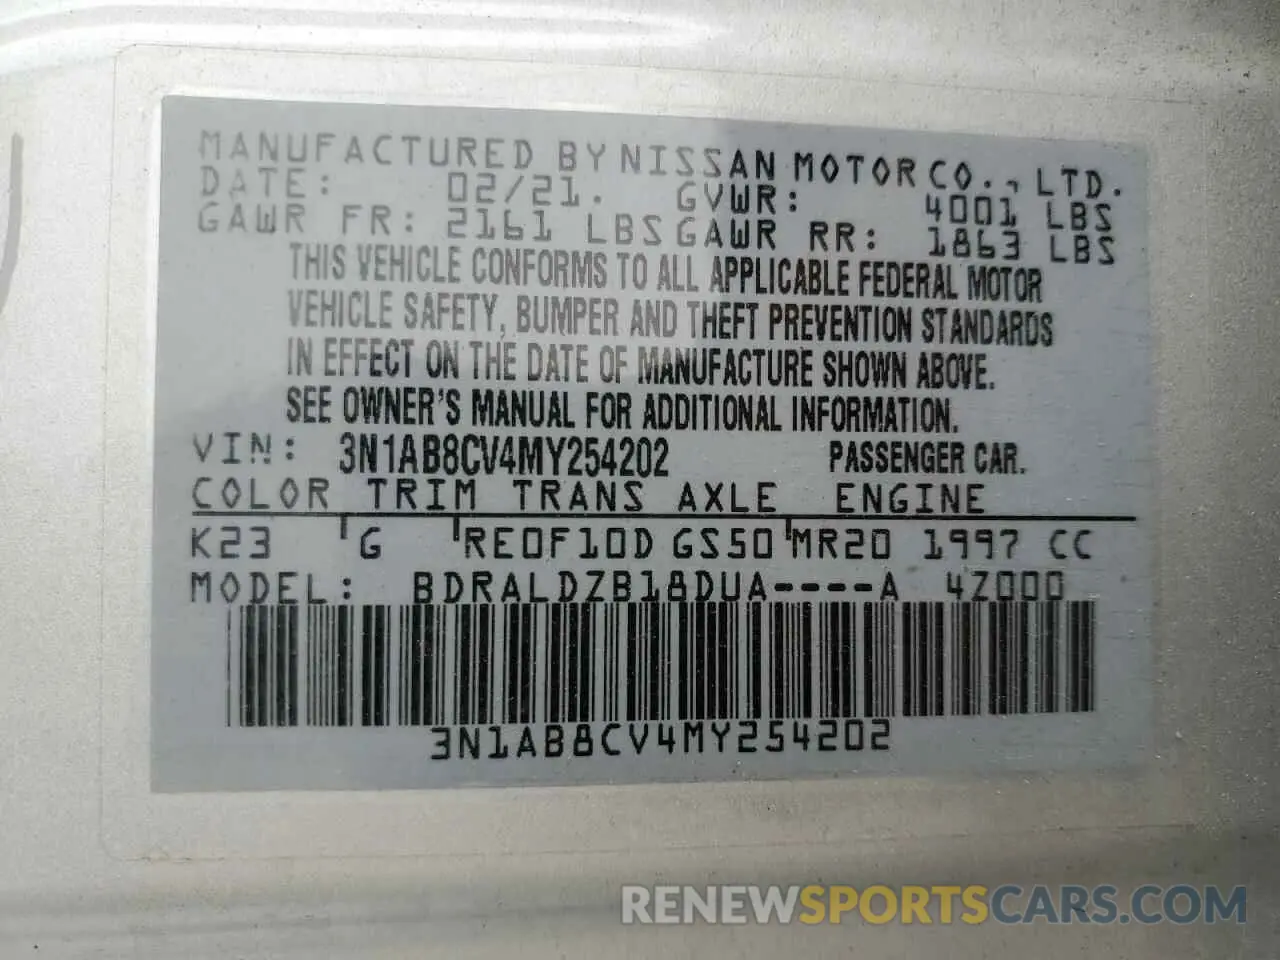 MANUFACTURED BY NISSAN MOTOR CO., LTD.
DATE: 02/21. GVWR: 4001 LBS
GAWR FR: 2161 LBS GAWR RR: 1863 LBS
THIS VEHICLE CONFORMS TO ALL APPLICABLE FEDERAL MOTOR
VEHICLE SAFETY, BUMPER AND THEFT PREVENTION STANDARDS
IN EFFECT ON THE DATE OF MANUFACTURE SHOWN ABOVE.
SEE OWNER'S MANUAL FOR ADDITIONAL INFORMATION.
VIN: 3N1AB8CV4MY254202 PASSENGER CAR.
COLOR TRIM TRANS AXLE ENGINE
K23 G RE0F10D GS50 MR20 1997 CC
MODEL: BDRALDZB18DUA----A 4Z000
3N1AB8CV4MY254202
RENEWSPORTSCARS.COM